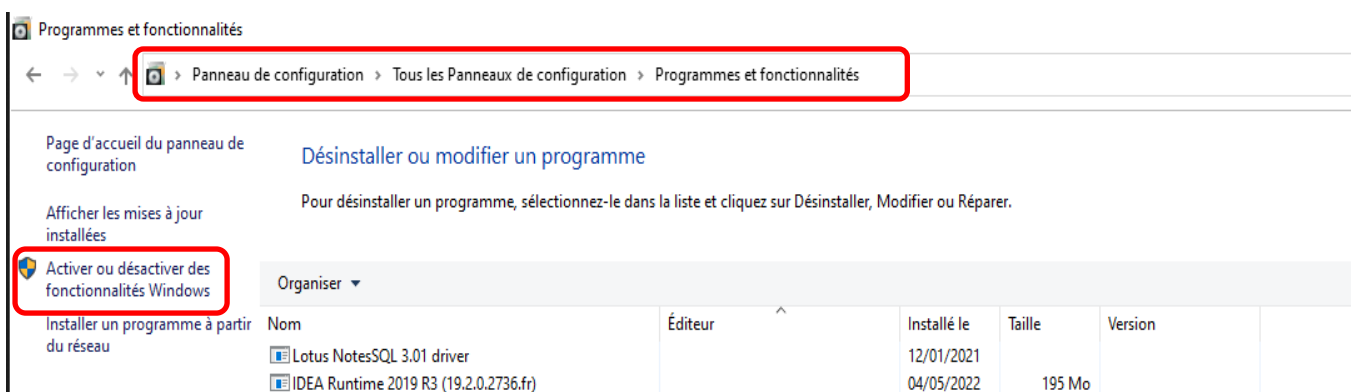 Programmes et fonctionnalités
Panneau de configuration > Tous les Panneaux de configuration > Programmes et fonctionnalités
Page d'accueil du panneau de
configuration
Afficher les mises à jour
installées
Activer ou désactiver des
fonctionnalités Windows
Installer un programme à partir
du réseau
Désinstaller ou modifier un programme
Pour désinstaller un programme, sélectionnez-le dans la liste et cliquez sur Désinstaller, Modifier ou Réparer.
Organiser
Nom Éditeur Installé le Taille Version
Lotus NotesSQL 3.01 driver 12/01/2021
IDEA Runtime 2019 R3 (19.2.0.2736.fr) 04/05/2022 195 Mo